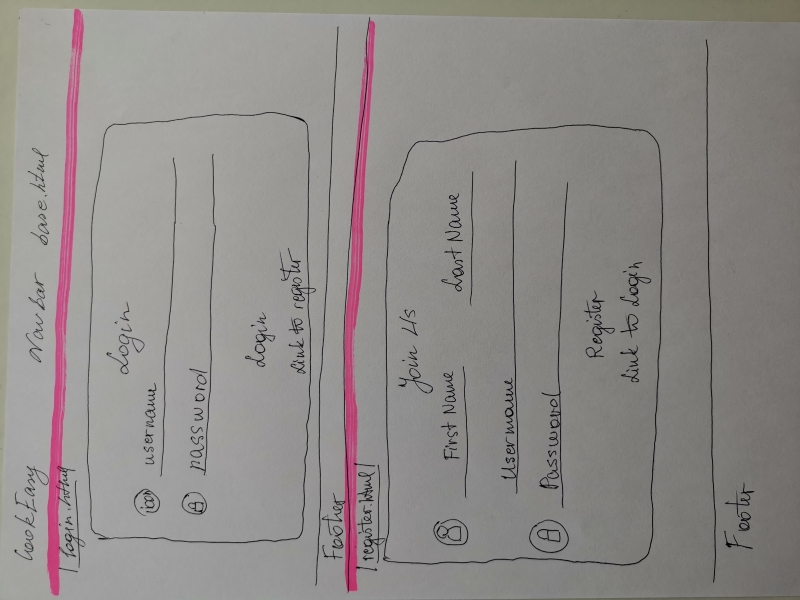 CookEasy Navbar base.html
login.html
Login
icon username
password
Login
Link to register
Footer
register.html
Join Us
First Name Last Name
Username
Password
Register
Link to Login
Footer